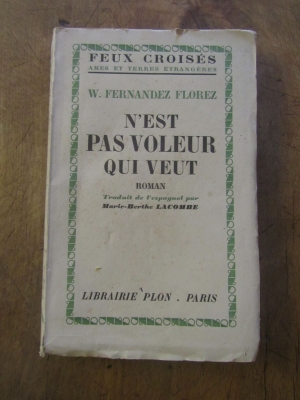 FEUX CROISÉS
AMES ET TERRES ÉTRANGÈRES
W. FERNANDEZ FLOREZ
N'EST
PAS VOLEUR
QUI VEUT
ROMAN
Traduit de l'espagnol par
Marie-Berthe LACOMBE
LIBRAIRIE PLON . PARIS